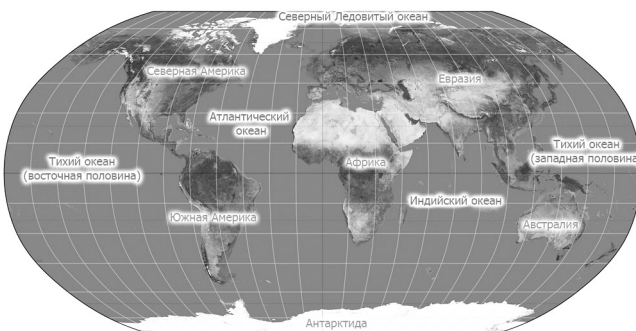 Северный Ледовитый океан
Северная Америка
Евразия
Атлантический
океан
Тихий океан
(восточная половина)
Африка
Тихий океан
(западная половина
Индийский океан
Южная Америка
Австралия
Антарктида